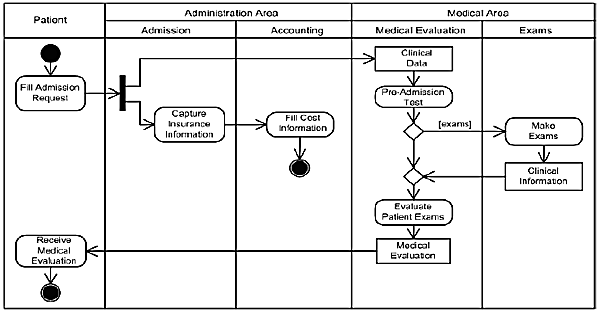 Patient
Administration Area
Medical Area
Admission
Accounting
Medical Evaluation
Exams
Fill Admission
Request
Clinical
Data
Pre-Admission
Test
Capture
Insurance
Information
Fill Cost
Information
[exams]
Make
Exams
Clinical
Information
Evaluate
Patient Exams
Receive
Medical
Evaluation
Medical
Evaluation